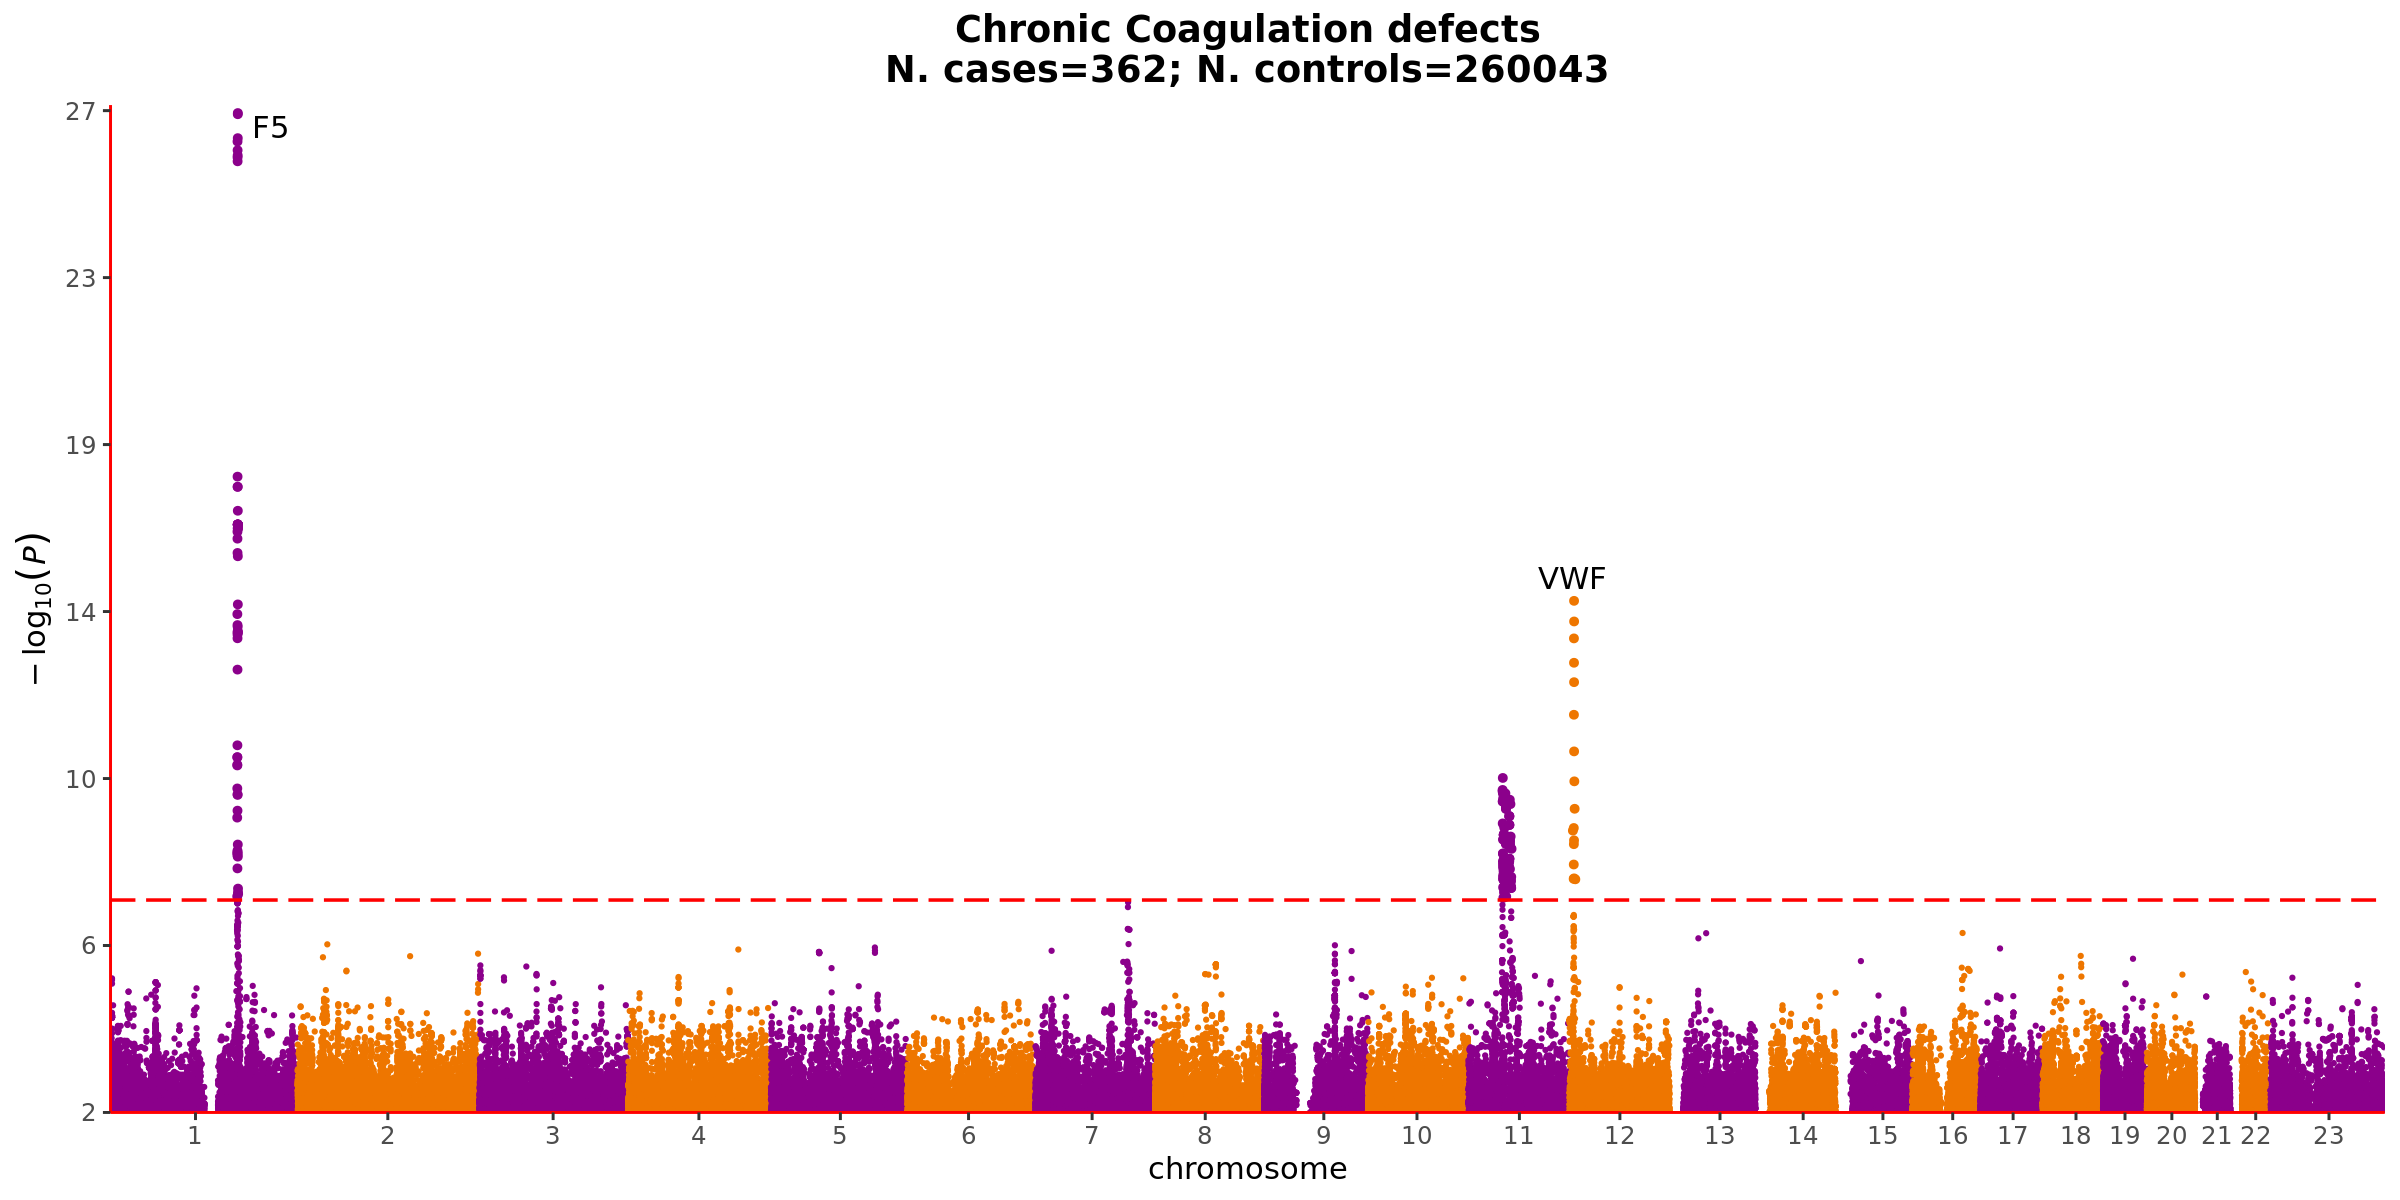 Chronic Coagulation defects
N. cases=362; N. controls=260043
27
F5
23
19
VWF
14
10
6
2
− log10(P)
1 2 3 4 5 6 7 8 9 10 11 12 13 14 15 16 17 18 19 20 21 22 23
chromosome